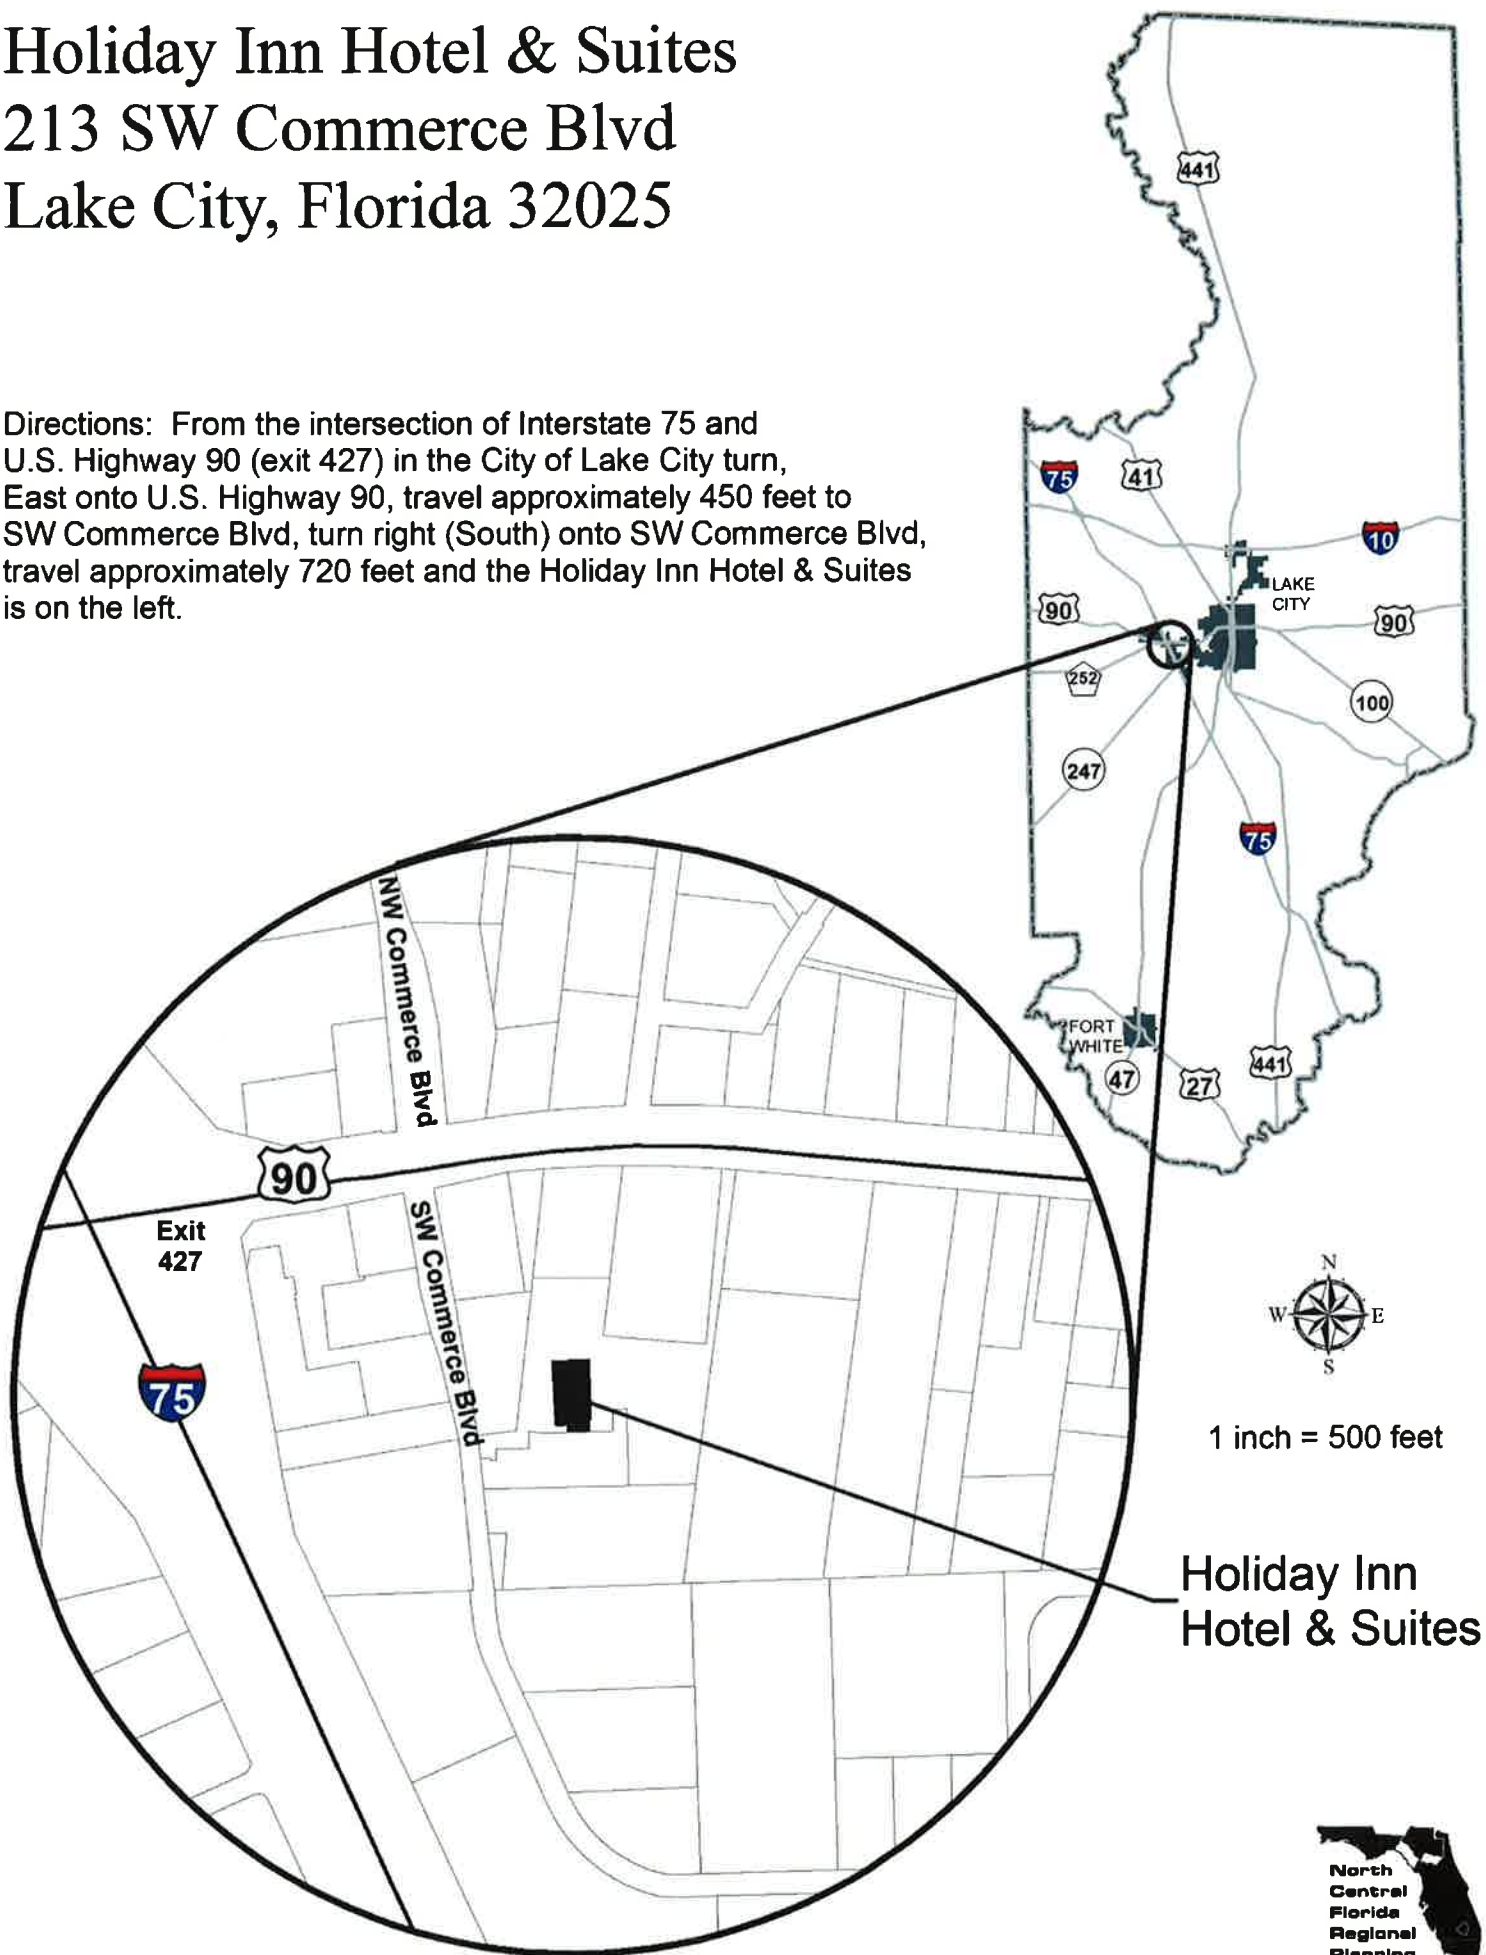 Holiday Inn Hotel & Suites
213 SW Commerce Blvd
Lake City, Florida 32025
Directions: From the intersection of Interstate 75 and
U.S. Highway 90 (exit 427) in the City of Lake City turn,
East onto U.S. Highway 90, travel approximately 450 feet to
SW Commerce Blvd, turn right (South) onto SW Commerce Blvd,
travel approximately 720 feet and the Holiday Inn Hotel & Suites
is on the left.
441
75
41
10
LAKE
CITY
90
90
252
100
247
75
FORT
WHITE
47
27
441
NW Commerce Blvd
90
Exit
427
SW Commerce Blvd
75
N
W
E
S
1 inch = 500 feet
Holiday Inn
Hotel & Suites
North
Central
Florida
Regional
Planning